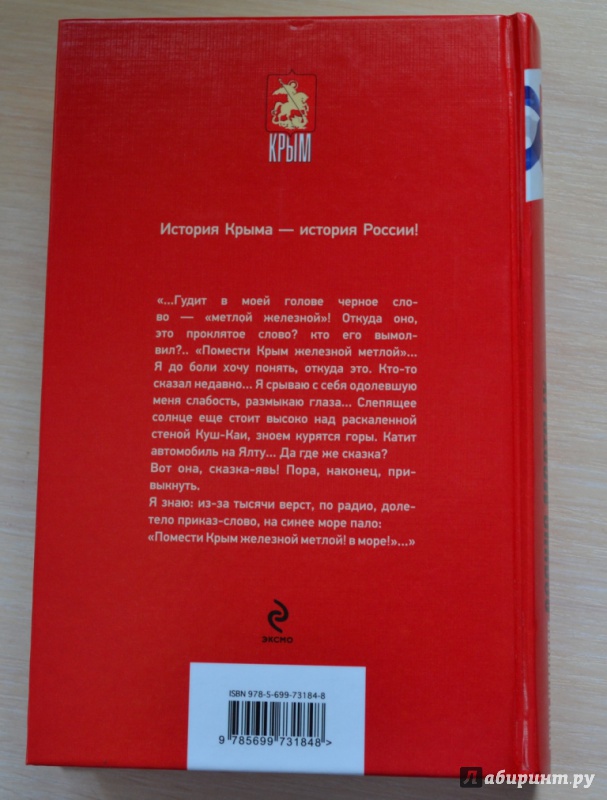 КРЫМ
История Крыма — история России!
«...Гудит в моей голове черное сло-
во — «метлой железной»! Откуда оно,
это проклятое слово? кто его вымол-
вил?.. «Помести Крым железной метлой»...
Я до боли хочу понять, откуда это. Кто-то
сказал недавно... Я срываю с себя одолевшую
меня слабость, размыкаю глаза... Слепящее
солнце еще стоит высоко над раскаленной
стеной Куш-Каи, зноем курятся горы. Катит
автомобиль на Ялту... Да где же сказка?
Вот она, сказка-явь! Пора, наконец, при-
выкнуть.
Я знаю: из-за тысячи верст, по радио, доле-
тело приказ-слово, на синее море пало:
«Помести Крым железной метлой! в море!»...»
эксмо
ISBN 978-5-699-73184-8
9 785699 731848>
Лабиринт.ру